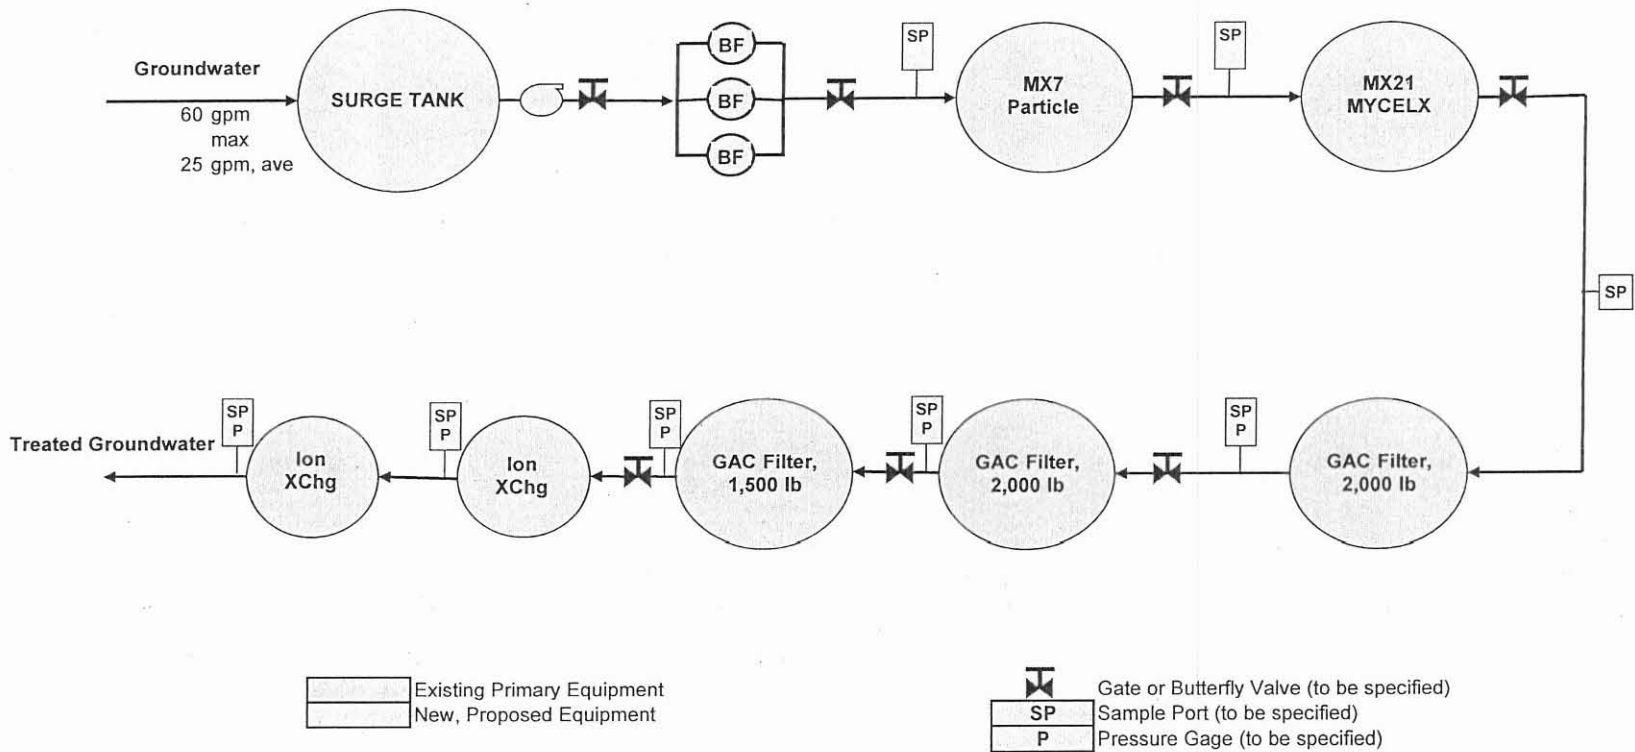 Groundwater
60 gpm
max
25 gpm, ave
SURGE TANK
BF
BF
BF
SP
MX7
Particle
SP
MX21
MYCELX
SP
GAC Filter,
2,000 lb
SP
P
GAC Filter,
2,000 lb
SP
P
GAC Filter,
1,500 lb
SP
P
Ion
XChg
SP
P
Ion
XChg
SP
P
Treated Groundwater
Existing Primary Equipment
New, Proposed Equipment
Gate or Butterfly Valve (to be specified)
SP Sample Port (to be specified)
P Pressure Gage (to be specified)